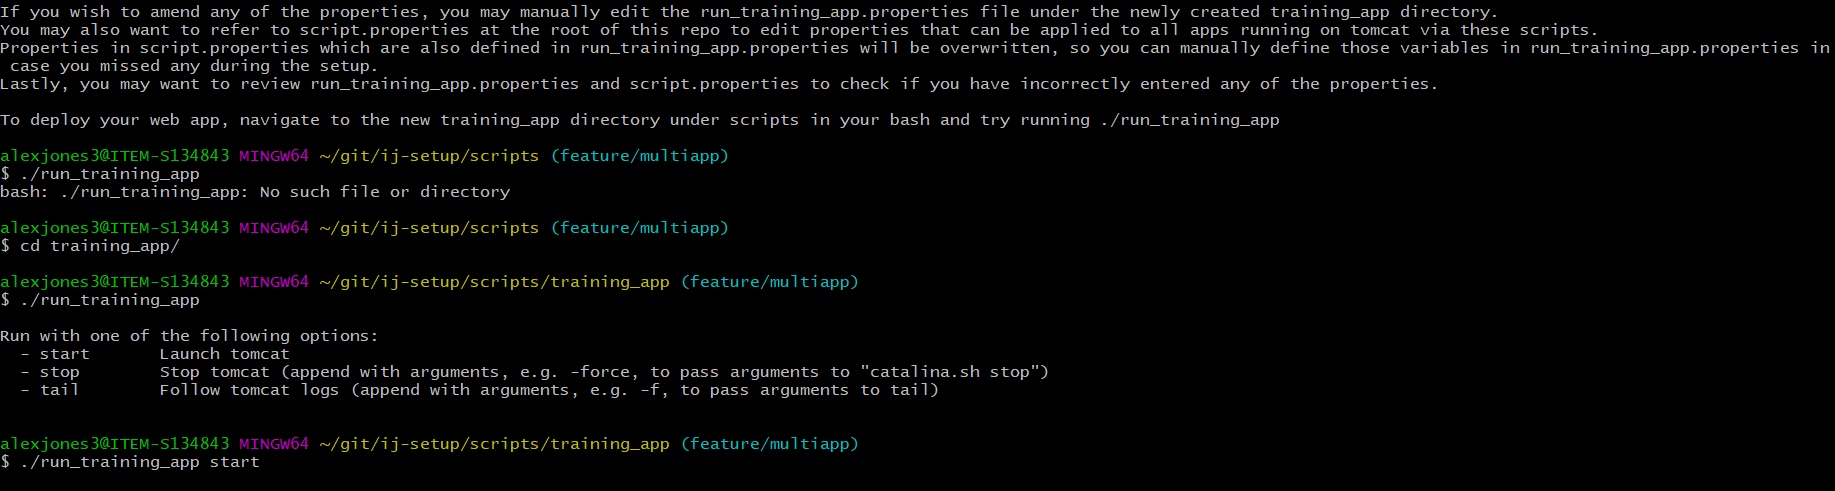 If you wish to amend any of the properties, you may manually edit the run_training_app.properties file under the newly created training_app directory.
You may also want to refer to script.properties at the root of this repo to edit properties that can be applied to all apps running on tomcat via these scripts.
Properties in script.properties which are also defined in run_training_app.properties will be overwritten, so you can manually define those variables in run_training_app.properties in
 case you missed any during the setup.
Lastly, you may want to review run_training_app.properties and script.properties to check if you have incorrectly entered any of the properties.

To deploy your web app, navigate to the new training_app directory under scripts in your bash and try running ./run_training_app

alexjones3@ITEM-S134843 MINGW64 ~/git/ij-setup/scripts (feature/multiapp)
$ ./run_training_app
bash: ./run_training_app: No such file or directory

alexjones3@ITEM-S134843 MINGW64 ~/git/ij-setup/scripts (feature/multiapp)
$ cd training_app/

alexjones3@ITEM-S134843 MINGW64 ~/git/ij-setup/scripts/training_app (feature/multiapp)
$ ./run_training_app

Run with one of the following options:
  - start       Launch tomcat
  - stop        Stop tomcat (append with arguments, e.g. -force, to pass arguments to "catalina.sh stop")
  - tail        Follow tomcat logs (append with arguments, e.g. -f, to pass arguments to tail)

alexjones3@ITEM-S134843 MINGW64 ~/git/ij-setup/scripts/training_app (feature/multiapp)
$ ./run_training_app start